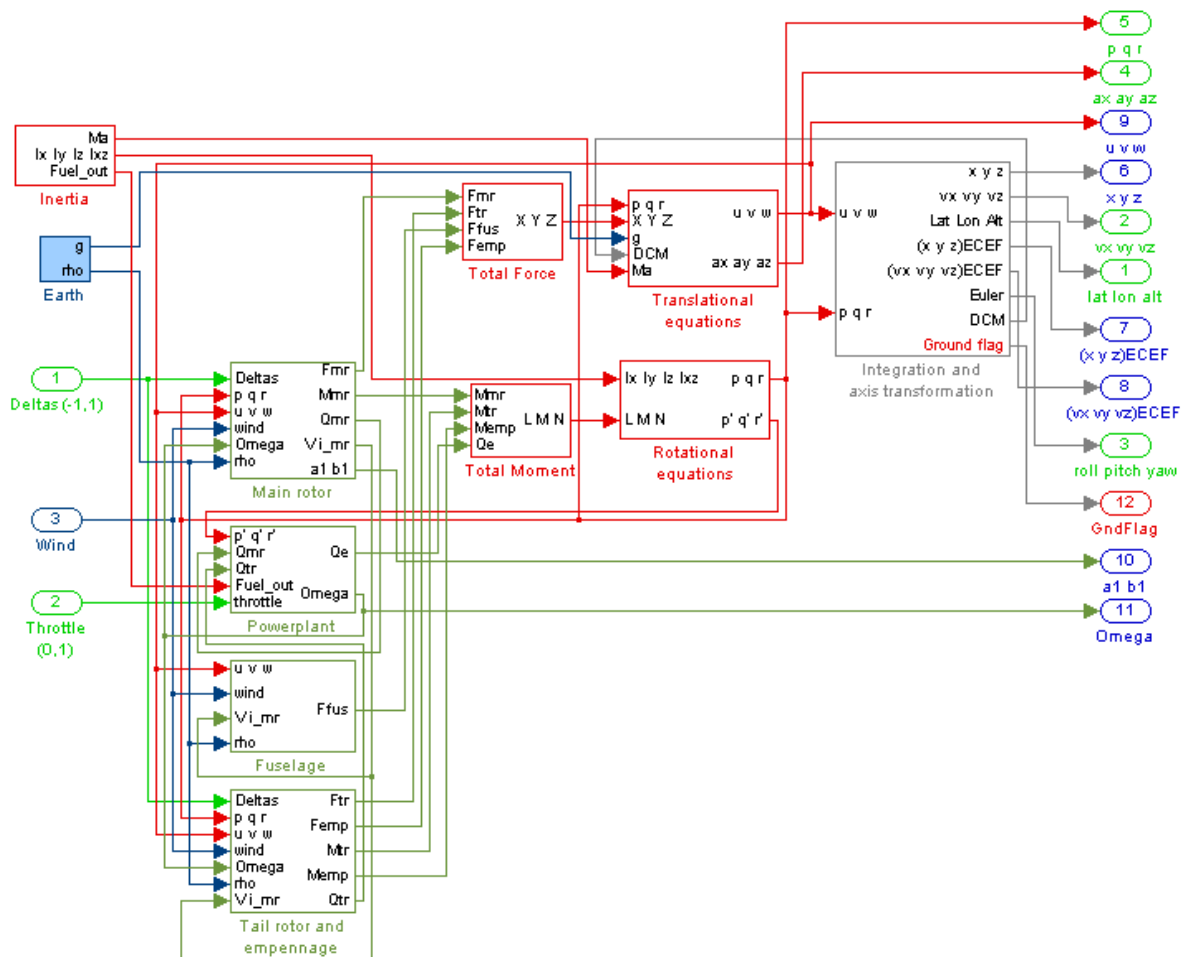 5
p q r
4
ax ay az
9
u v w
6
x y z
2
vx vy vz
1
lat lon alt
7
(x y z)ECEF
8
(vx vy vz)ECEF
3
roll pitch yaw
12
GndFlag
10
a1 b1
11
Omega
Ma
Ix Iy Iz Ixz
Fuel_out
Inertia
g
rho
Earth
1
Deltas (-1,1)
3
Wind
2
Throttle
(0,1)
Deltas
p q r
u v w
wind
Omega
rho
Fmr
Mmr
Qmr
Vi_mr
a1 b1
Main rotor
p' q' r'
Qmr
Qtr
Fuel_out
throttle
Qe
Omega
Powerplant
u v w
wind
Vi_mr
rho
Ffus
Fuselage
Deltas
p q r
u v w
wind
Omega
rho
Vi_mr
Ftr
Femp
Mtr
Memp
Qtr
Tail rotor and
empennage
Fmr
Ftr
Ffus
Femp
X Y Z
Total Force
Mmr
Mtr
Memp
Qe
L M N
Total Moment
p q r
X Y Z
g
DCM
Ma
u v w
ax ay az
Translational
equations
Ix Iy Iz Ixz
L M N
p q r
p' q' r'
Rotational
equations
u v w
p q r
x y z
vx vy vz
Lat Lon Alt
(x y z)ECEF
(vx vy vz)ECEF
Euler
DCM
Ground flag
Integration and
axis transformation